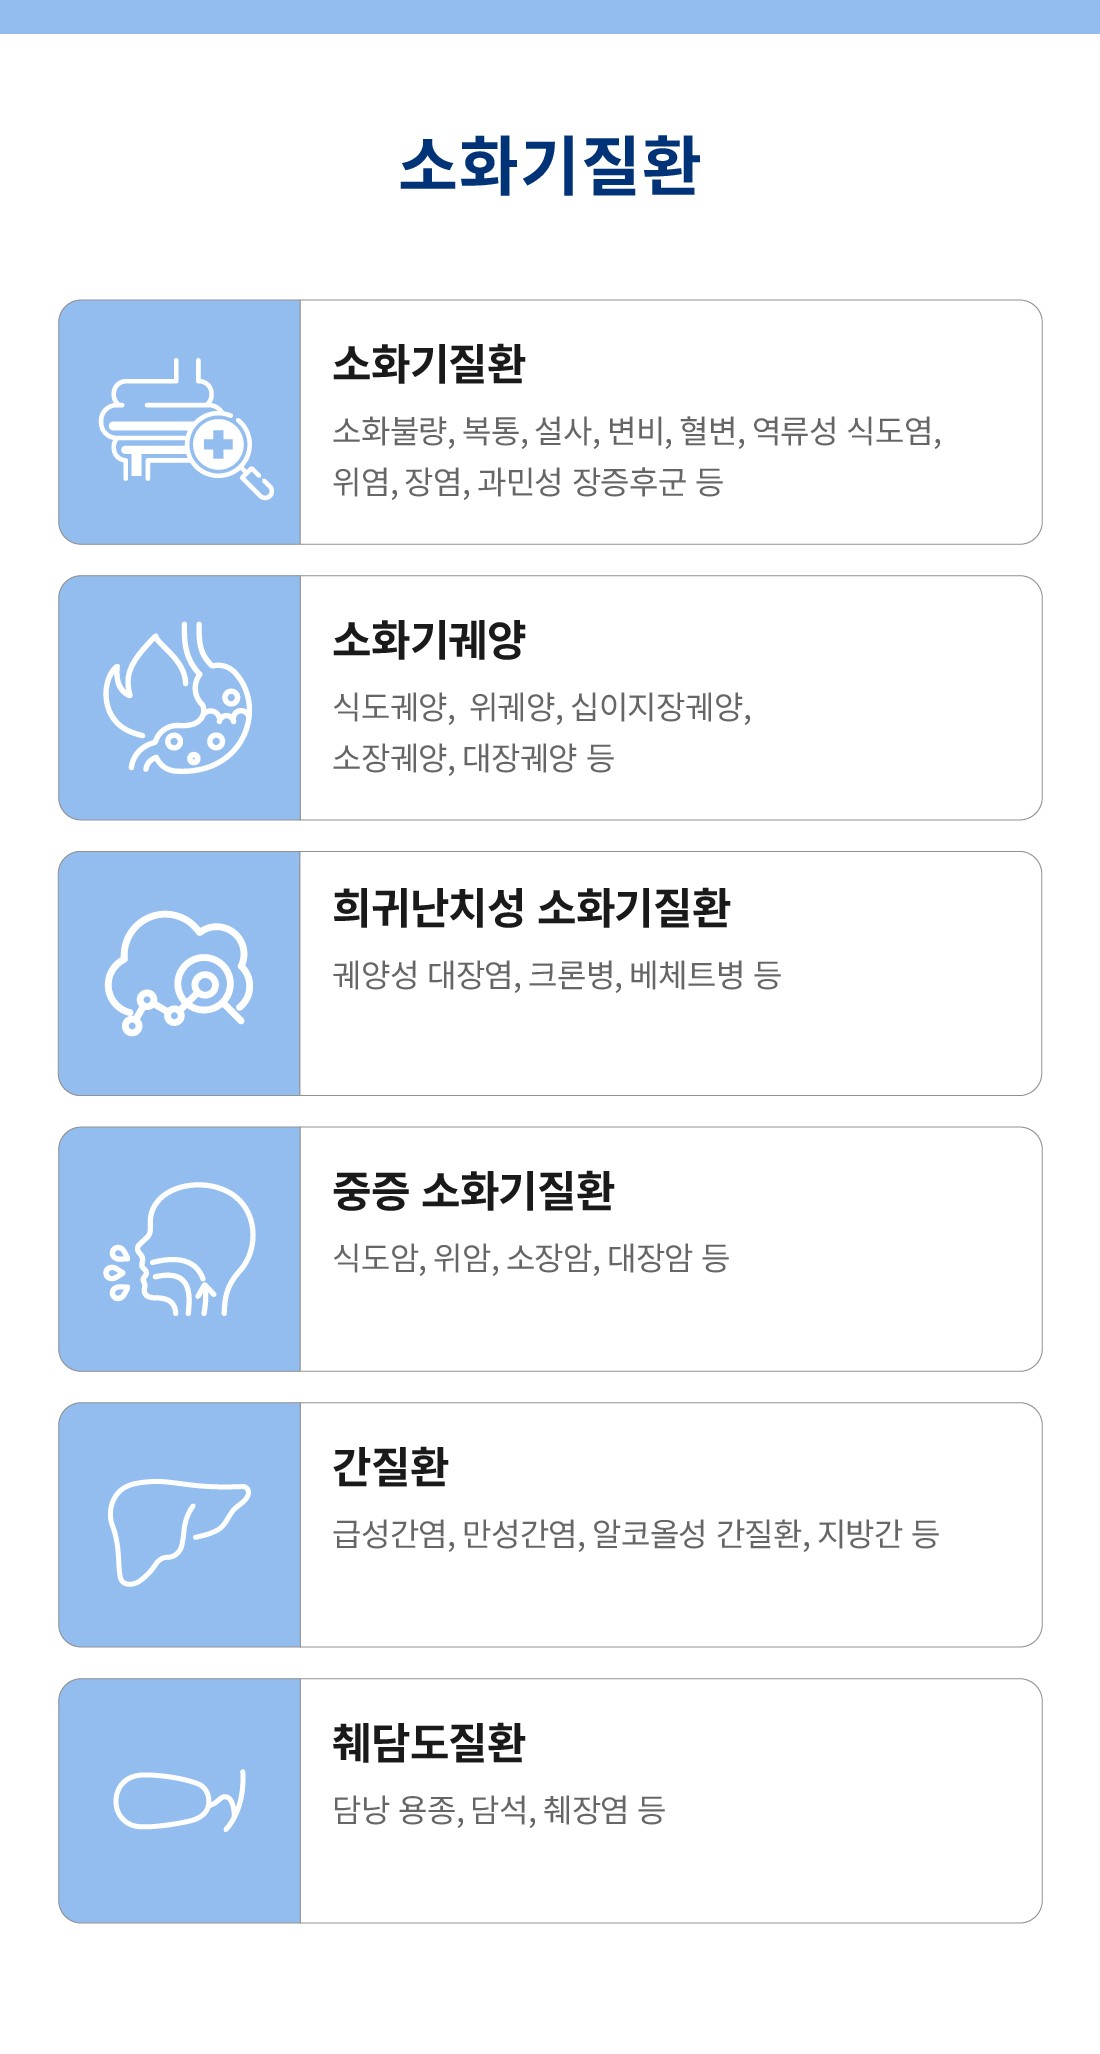 소화기질환
소화기질환
소화불량, 복통, 설사, 변비, 혈변, 역류성 식도염,
위염, 장염, 과민성 장증후군 등
소화기궤양
식도궤양,  위궤양, 십이지장궤양,
소장궤양, 대장궤양 등
희귀난치성 소화기질환
궤양성 대장염, 크론병, 베체트병 등
중증 소화기질환
식도암, 위암, 소장암, 대장암 등
간질환
급성간염, 만성간염, 알코올성 간질환, 지방간 등
췌담도질환
담낭 용종, 담석, 췌장염 등